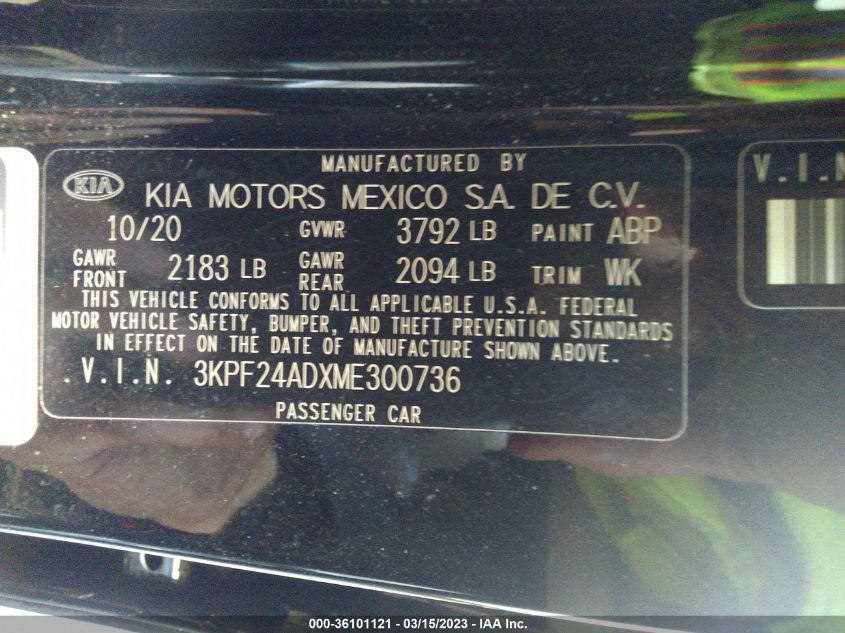 MANUFACTURED BY
KIA KIA MOTORS MEXICO S.A. DE C.V.
10/20 GVWR 3792 LB PAINT ABP
GAWR FRONT 2183 LB GAWR REAR 2094 LB TRIM WK
THIS VEHICLE CONFORMS TO ALL APPLICABLE U.S.A. FEDERAL
MOTOR VEHICLE SAFETY, BUMPER, AND THEFT PREVENTION STANDARDS
IN EFFECT ON THE DATE OF MANUFACTURE SHOWN ABOVE.
.V.I.N. 3KPF24ADXME300736
PASSENGER CAR
V.I.N
000-36101121 - 03/15/2023 - IAA Inc.